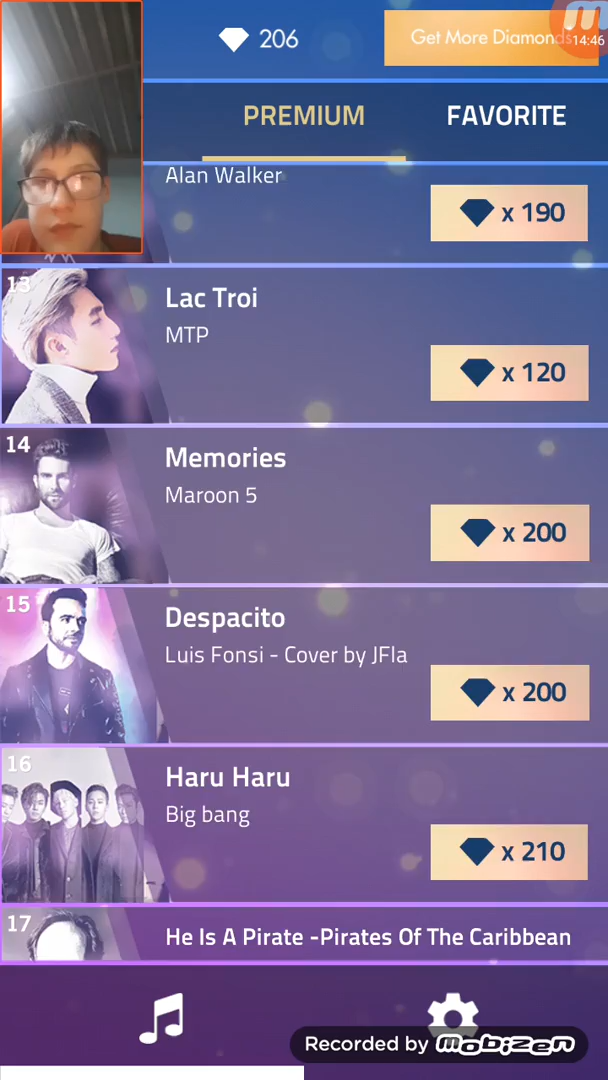 206
Get More Diamonds
14:46
PREMIUM
FAVORITE
Alan Walker
x 190
13
Lac Troi
MTP
x 120
14
Memories
Maroon 5
x 200
15
Despacito
Luis Fonsi - Cover by JFla
x 200
16
Haru Haru
Big bang
x 210
17
He Is A Pirate -Pirates Of The Caribbean
Recorded by mobizen